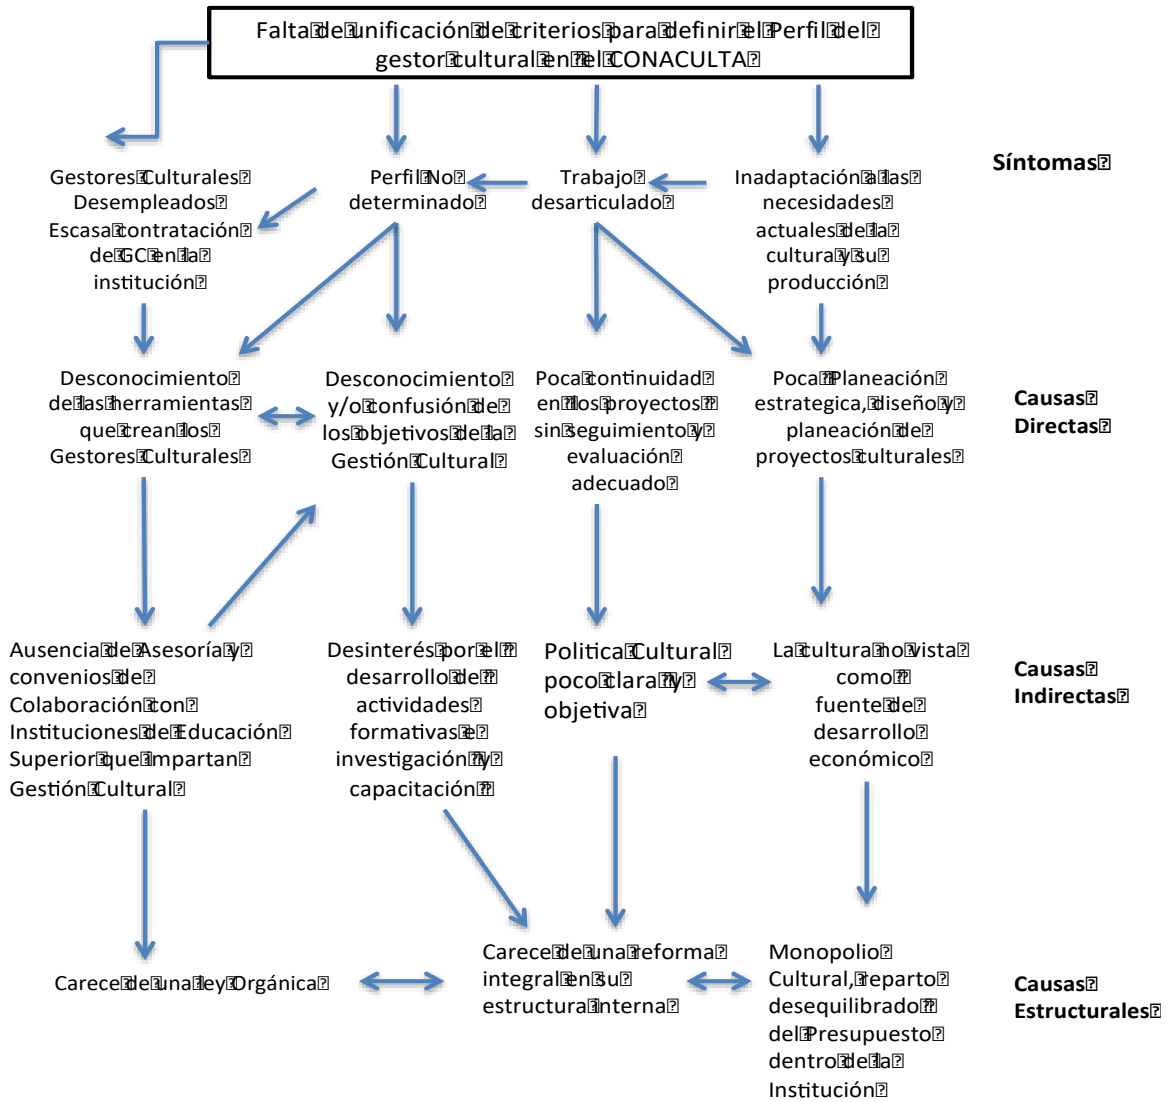 Falta de unificación de criterios para definir el Perfil del
gestor cultural en el CONACULTA
Síntomas
Gestores Culturales
Desempleados
Escasa contratación
de GC en la
institución
Perfil No
determinado
Trabajo
desarticulado
Inadaptación a las
necesidades
actuales de la
cultura y su
producción
Desconocimiento
de las herramientas
que crean los
Gestores Culturales
Desconocimiento
y/o confusión de
los objetivos de la
Gestión Cultural
Poca continuidad
en los proyectos
sin seguimiento y
evaluación
adecuado
Poca Planeación
estrategica, diseño y
planeación de
proyectos culturales
Causas
Directas
Ausencia de Asesoría y
convenios de
Colaboración con
Instituciones de Educación
Superior que impartan
Gestión Cultural
Desinterés por el
desarrollo de
actividades
formativas e
investigación y
capacitación
Politica Cultural
poco clara y
objetiva
La cultura no vista
como
fuente de
desarrollo
económico
Causas
Indirectas
Carece de una ley Orgánica
Carece de una reforma
integral en su
estructura interna
Monopolio
Cultural, reparto
desequilibrado
del Presupuesto
dentro de la
Institución
Causas
Estructurales